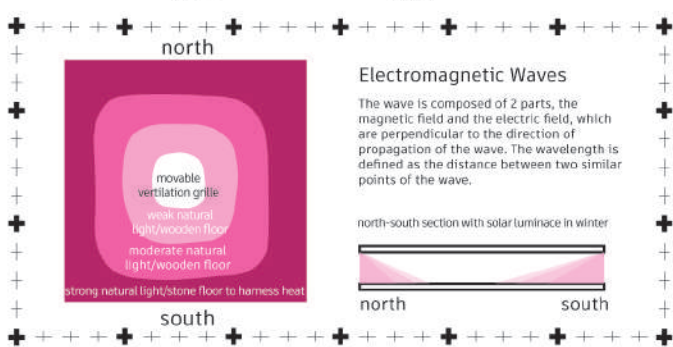 north
movable
vertilation grille
weak natural
light/wooden floor
moderate natural
light/wooden floor
strong natural light/stone floor to harness heat
south
Electromagnetic Waves
The wave is composed of 2 parts, the
magnetic field and the electric field, which
are perpendicular to the direction of
propagation of the wave. The wavelength is
defined as the distance between two similar
points of the wave.
north-south section with solar luminace in winter
north
south